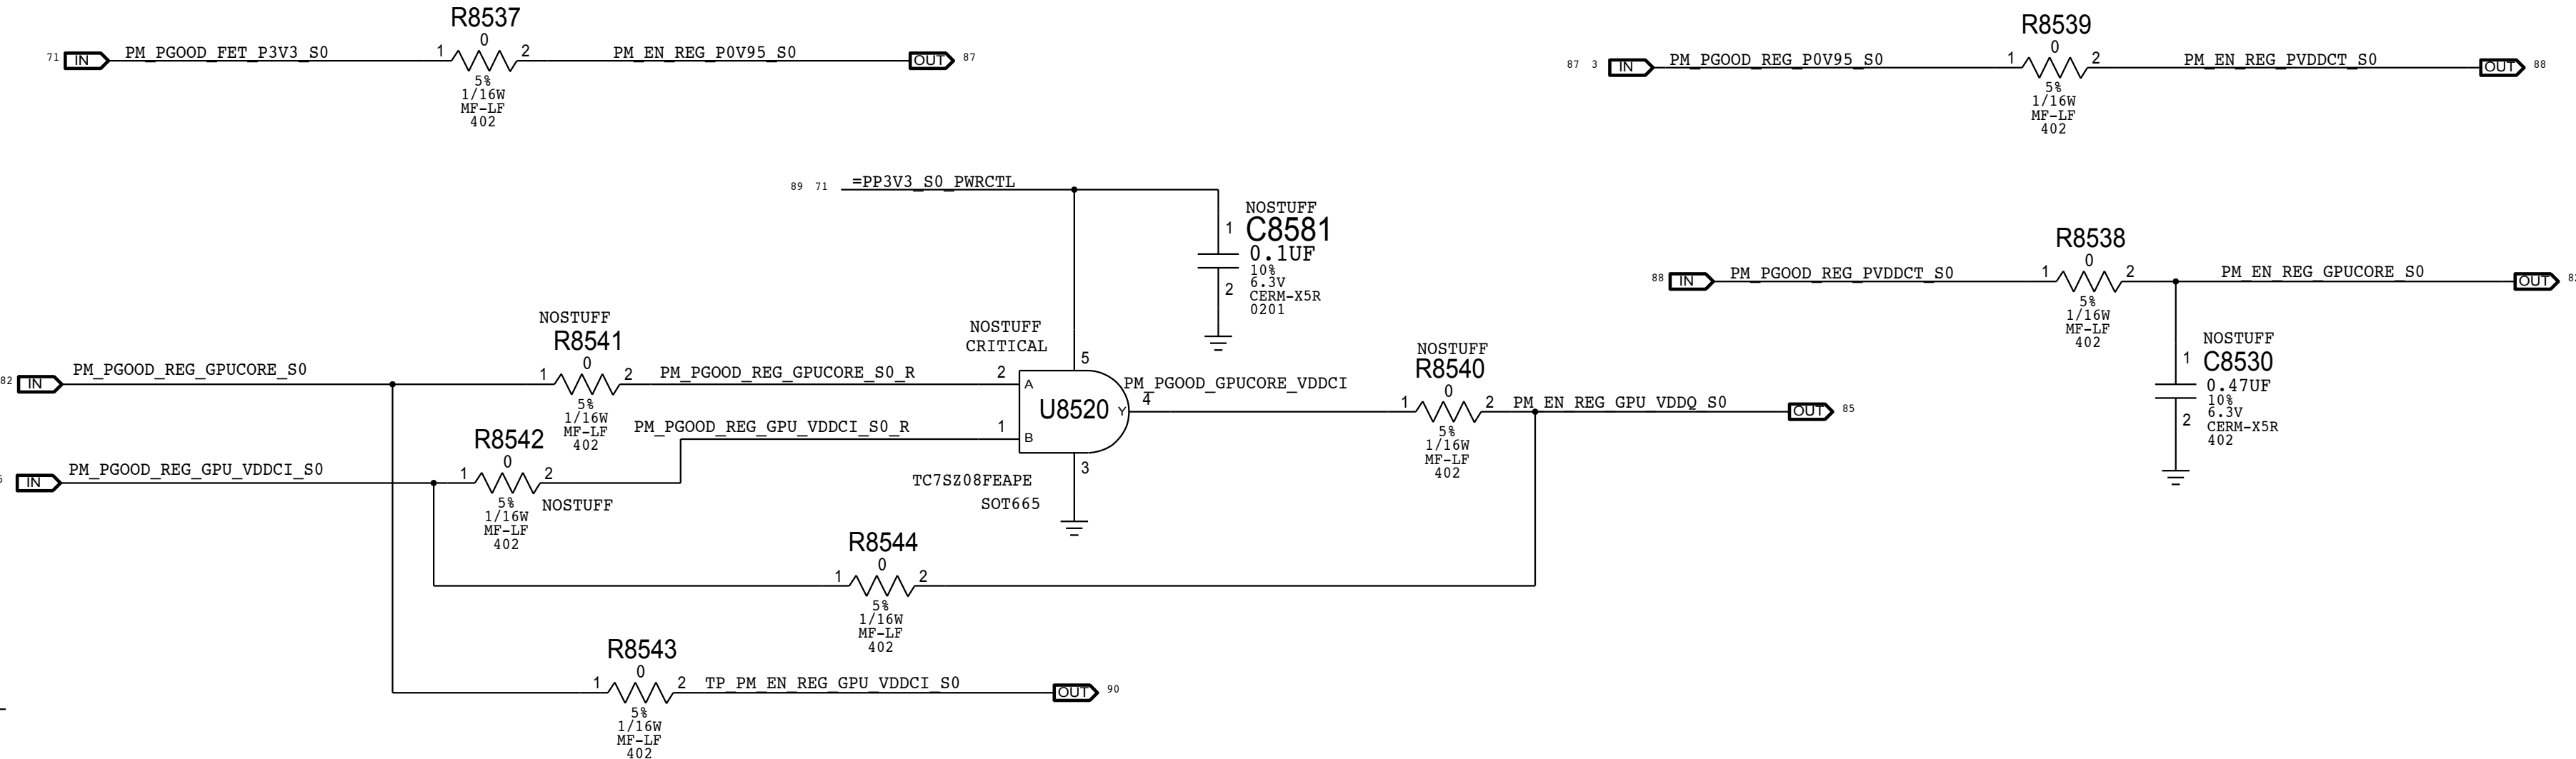 R8537
0
71 IN PM_PGOOD_FET_P3V3_S0 1 2 PM_EN_REG_P0V95_S0 OUT 87
5%
1/16W
MF-LF
402
R8539
0
87 3 IN PM_PGOOD_REG_P0V95_S0 1 2 PM_EN_REG_PVDDCT_S0 OUT 88
5%
1/16W
MF-LF
402
89 71 =PP3V3_S0_PWRCTL
NOSTUFF
1 C8581
0.1UF
10%
6.3V
2 CERM-X5R
0201
R8538
0
88 IN PM_PGOOD_REG_PVDDCT_S0 1 2 PM_EN_REG_GPUCORE_S0 OUT
5%
1/16W
MF-LF
402
NOSTUFF
1 C8530
0.47UF
10%
6.3V
2 CERM-X5R
402
NOSTUFF
R8541
0
82 IN PM_PGOOD_REG_GPUCORE_S0 1 2 PM_PGOOD_REG_GPUCORE_S0_R
5%
1/16W
MF-LF
402
NOSTUFF
CRITICAL
5
2 A
U8520
Y
1 B
3
TC7SZ08FEAPE
SOT665
PM_PGOOD_GPUCORE_VDDCI
4
NOSTUFF
R8540
0
1 2 PM_EN_REG_GPU_VDDQ_S0 OUT 85
5%
1/16W
MF-LF
402
PM_PGOOD_REG_GPU_VDDCI_S0_R
R8542
0
IN PM_PGOOD_REG_GPU_VDDCI_S0 1 2
5% NOSTUFF
1/16W
MF-LF
402
R8544
0
1 2
5%
1/16W
MF-LF
402
R8543
0
1 2 TP_PM_EN_REG_GPU_VDDCI_S0 OUT 90
5%
1/16W
MF-LF
402